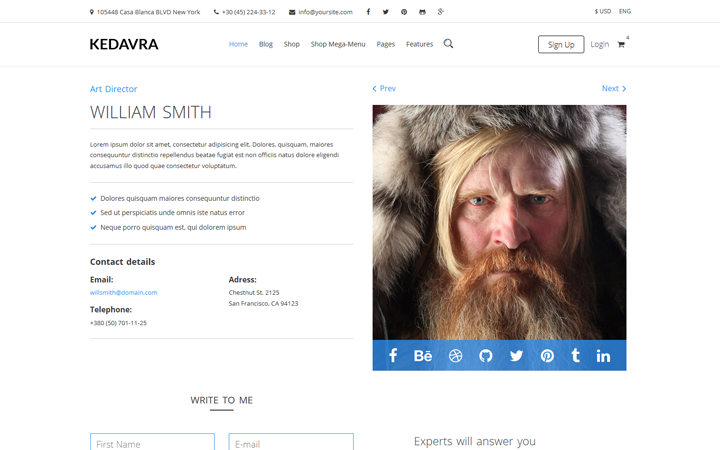 105448 Casa Blanca BLVD New York
+30 (45) 224-33-12
info@yoursite.com
$ USD
ENG
KEDAVRA
Home
Blog
Shop
Shop Mega-Menu
Pages
Features
Sign Up
Login
4
Art Director
Prev
Next
WILLIAM SMITH
Lorem ipsum dolor sit amet, consectetur adipisicing elit. Dolores, quisquam, maiores
consequuntur distinctio repellendus beatae fugiat est non officiis natus dolore eligendi
accusamus illo quod quae consectetur voluptatum.
Dolores quisquam maiores consequuntur distinctio
Sed ut perspiciatis unde omnis iste natus error
Neque porro quisquam est, qui dolorem ipsum
Contact details
Email:
willsmith@domain.com
Telephone:
+380 (50) 701-11-25
Adress:
Chestnut St. 2125
San Francisco, CA 94123
WRITE TO ME
First Name
E-mail
Experts will answer you